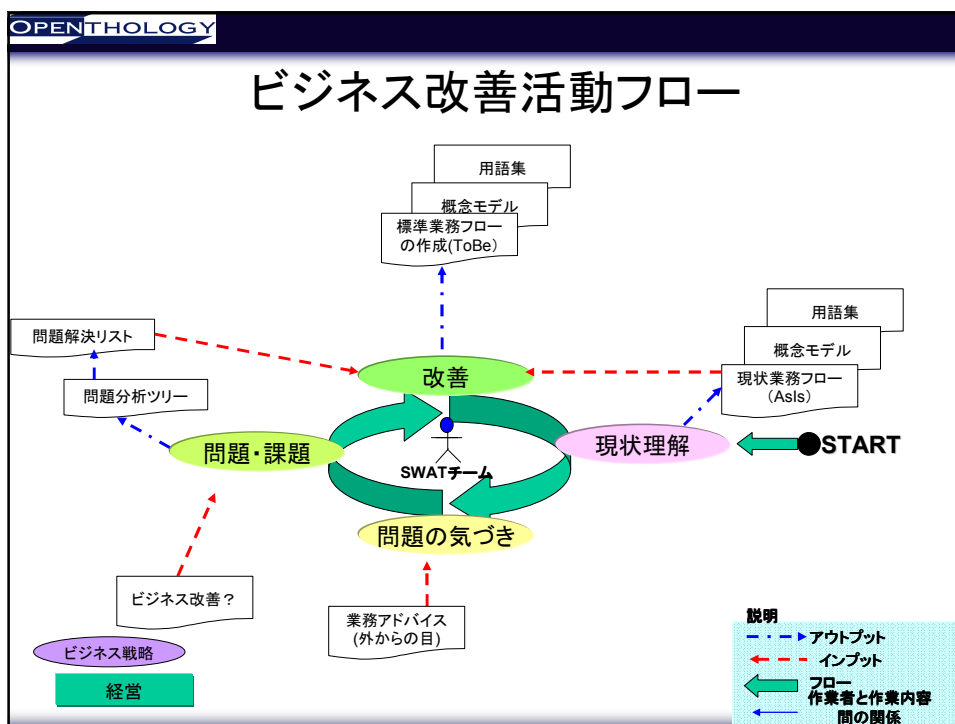 OPENTHOLOGY
ビジネス改善活動フロー
用語集
概念モデル
標準業務フロー
の作成(ToBe)
用語集
概念モデル
現状業務フロー
(AsIs)
問題解決リスト
問題分析ツリー
改善
問題・課題
現状理解
START
SWATチーム
問題の気づき
ビジネス改善?
業務アドバイス
(外からの目)
ビジネス戦略
経営
説明
アウトプット
インプット
フロー
作業者と作業内容
間の関係